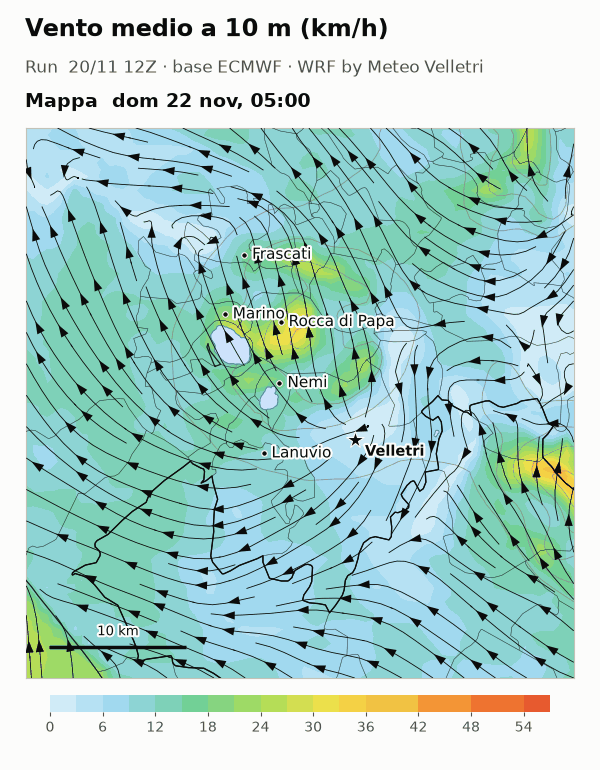 Vento medio a 10 m (km/h)
Run  20/11 12Z · base ECMWF · WRF by Meteo Velletri
Mappa  dom 22 nov, 05:00
Frascati
Marino
Rocca di Papa
Nemi
Velletri
Lanuvio
10 km
0 6 12 18 24 30 36 42 48 54